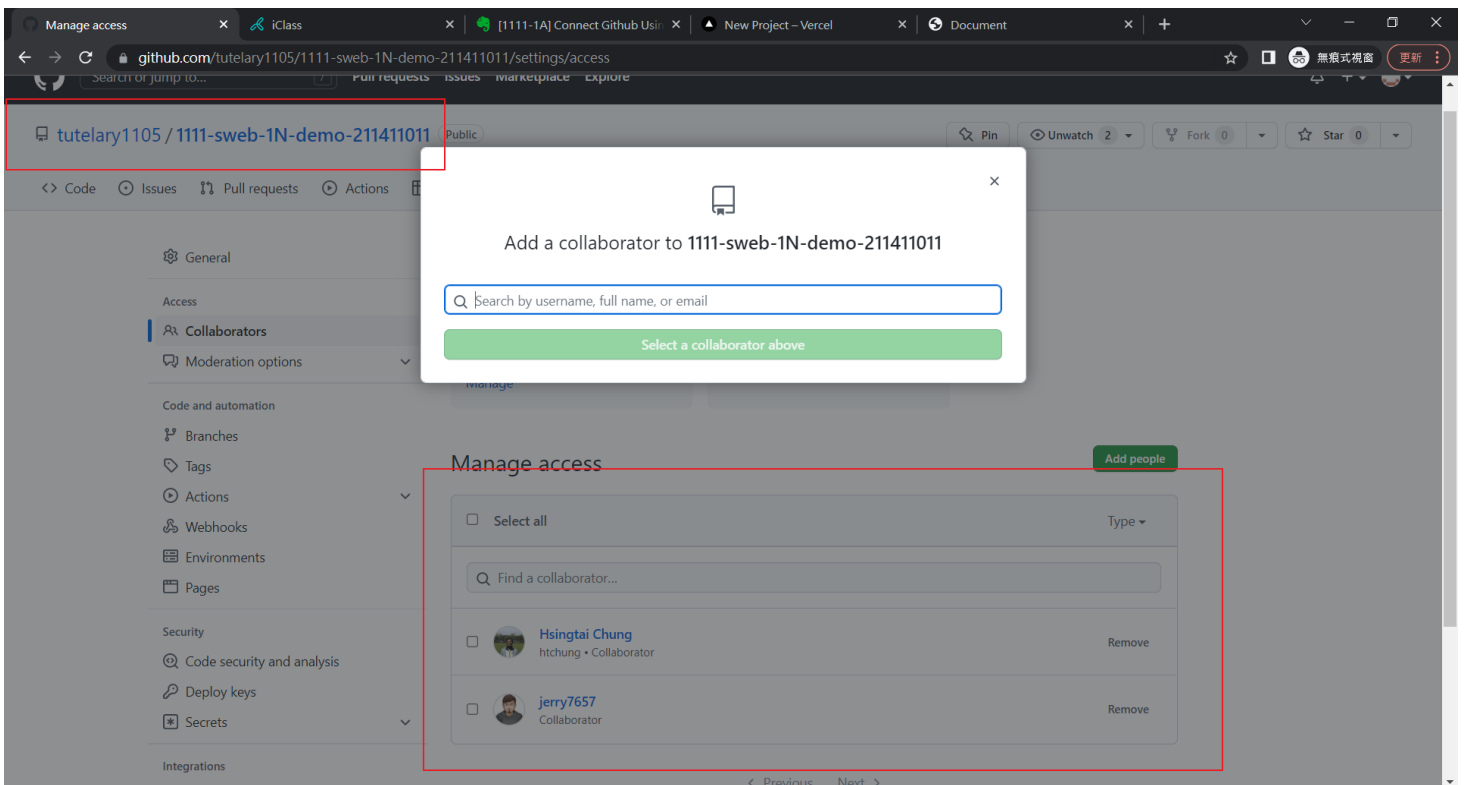 Manage access
iClass
[1111-1A] Connect Github Usin
New Project – Vercel
Document
github.com/tutelary1105/1111-sweb-1N-demo-211411011/settings/access
無痕式視窗
更新
Search or jump to...
/
Pull requests
Issues
Marketplace
Explore
tutelary1105 / 1111-sweb-1N-demo-211411011
Public
Pin
Unwatch 2
Fork 0
Star 0
Code
Issues
Pull requests
Actions
Add a collaborator to 1111-sweb-1N-demo-211411011
Search by username, full name, or email
Select a collaborator above
General
Access
Collaborators
Moderation options
Manage
Code and automation
Branches
Tags
Actions
Webhooks
Environments
Pages
Security
Code security and analysis
Deploy keys
Secrets
Integrations
Manage access
Add people
Select all
Type
Find a collaborator...
Hsingtai Chung
htchung • Collaborator
Remove
jerry7657
Collaborator
Remove
Previous
Next